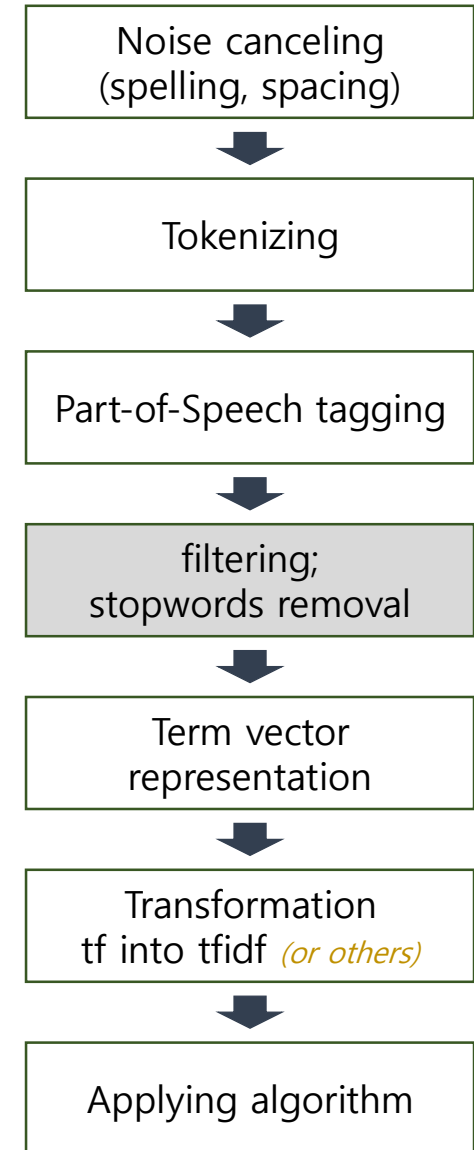 Noise canceling
(spelling, spacing)
Tokenizing
Part-of-Speech tagging
filtering;
stopwords removal
Term vector
representation
Transformation
tf into tfidf (or others)
Applying algorithm